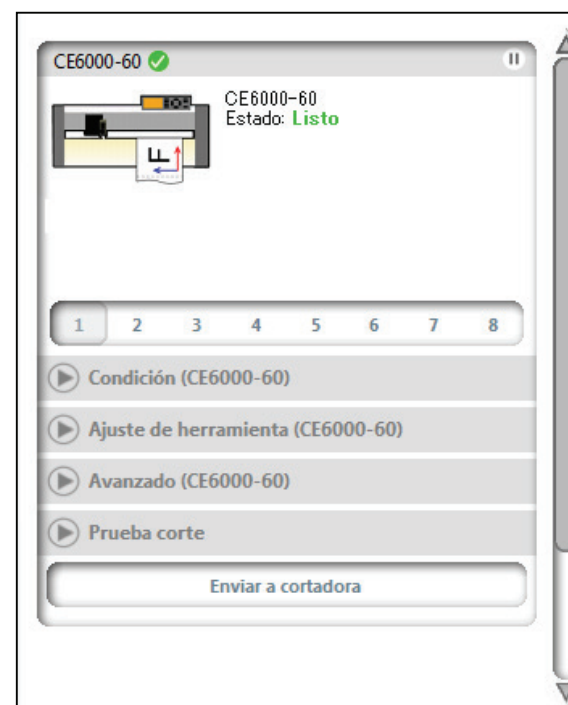 CE6000-60
CE6000-60
Estado: Listo
F
1 2 3 4 5 6 7 8
Condición (CE6000-60)
Ajuste de herramienta (CE6000-60)
Avanzado (CE6000-60)
Prueba corte
Enviar a cortadora